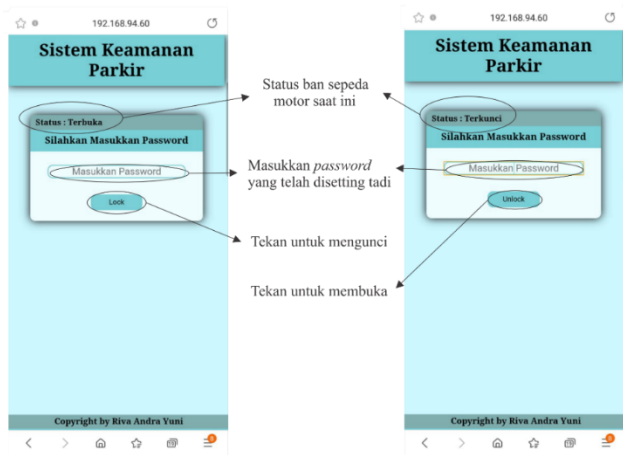 192.168.94.60
Sistem Keamanan
Parkir
Status : Terbuka
Silahkan Masukkan Password
Masukkan Password
Lock
Copyright by Riva Andra Yuni
Status ban sepeda
motor saat ini
Masukkan password
yang telah disetting tadi
Tekan untuk mengunci
Tekan untuk membuka
192.168.94.60
Sistem Keamanan
Parkir
Status : Terkunci
Silahkan Masukkan Password
Masukkan Password
Unlock
Copyright by Riva Andra Yuni